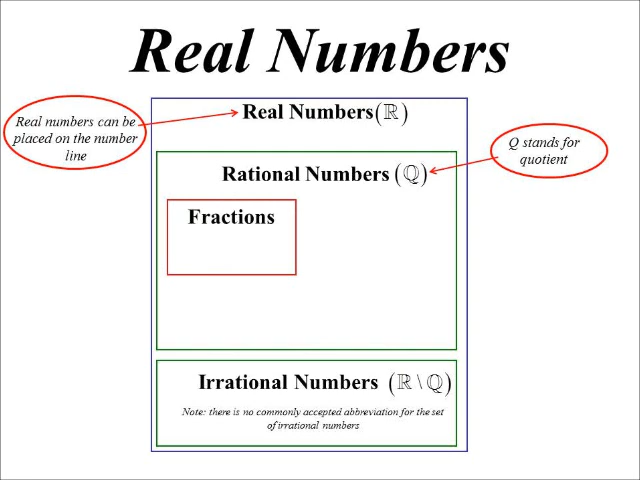 Real Numbers
Real numbers can be
placed on the number
line
Real Numbers(ℝ)
Q stands for
quotient
Rational Numbers (ℚ)
Fractions
Irrational Numbers (ℝ \ ℚ)
Note: there is no commonly accepted abbreviation for the set
of irrational numbers